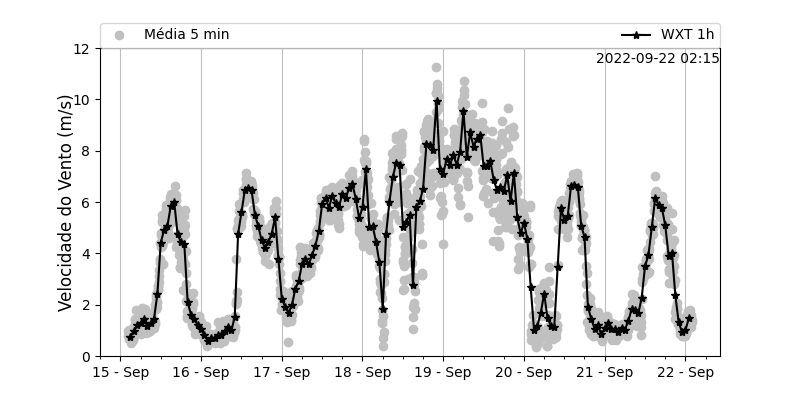 Média 5 min
WXT 1h
2022-09-22 02:15
Velocidade do Vento (m/s)
12
10
8
6
4
2
0
15 - Sep
16 - Sep
17 - Sep
18 - Sep
19 - Sep
20 - Sep
21 - Sep
22 - Sep